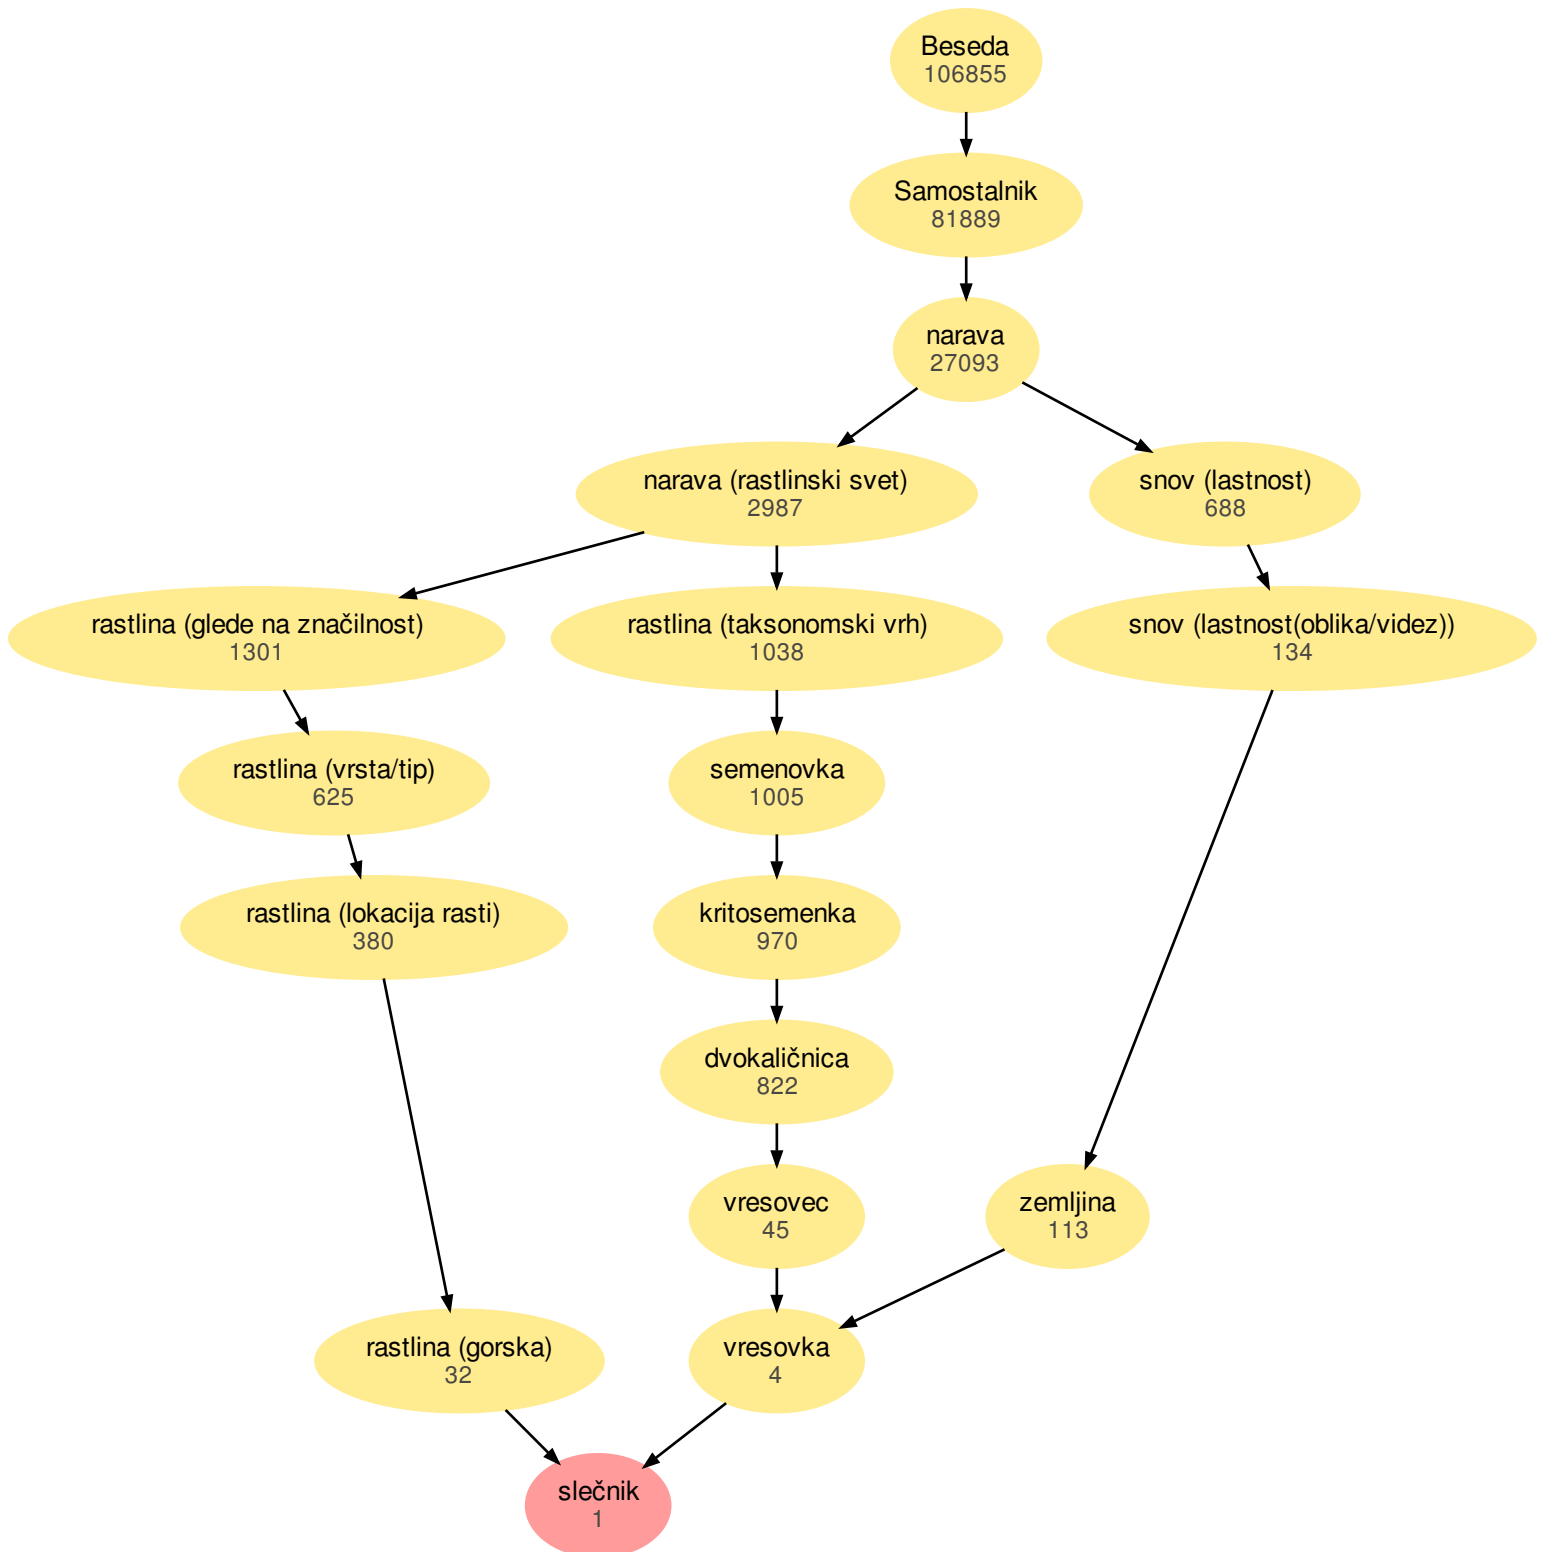 Beseda
106855
Samostalnik
81889
narava
27093
narava (rastlinski svet)
2987
snov (lastnost)
688
rastlina (glede na značilnost)
1301
rastlina (taksonomski vrh)
1038
snov (lastnost(oblika/videz))
134
rastlina (vrsta/tip)
625
semenovka
1005
rastlina (lokacija rasti)
380
kritosemenka
970
dvokaličnica
822
vresovec
45
zemljina
113
rastlina (gorska)
32
vresovka
4
slečnik
1